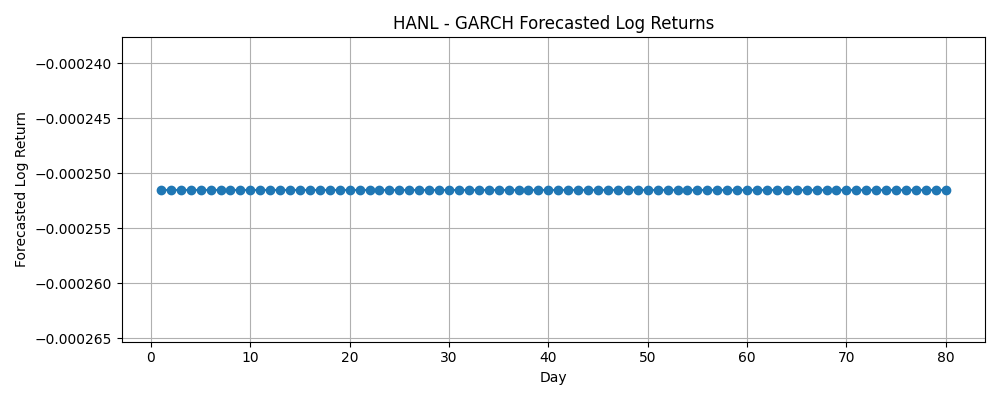 HANL - GARCH Forecasted Log Returns
Forecasted Log Return
−0.000240
−0.000245
−0.000250
−0.000255
−0.000260
−0.000265
0 10 20 30 40 50 60 70 80
Day